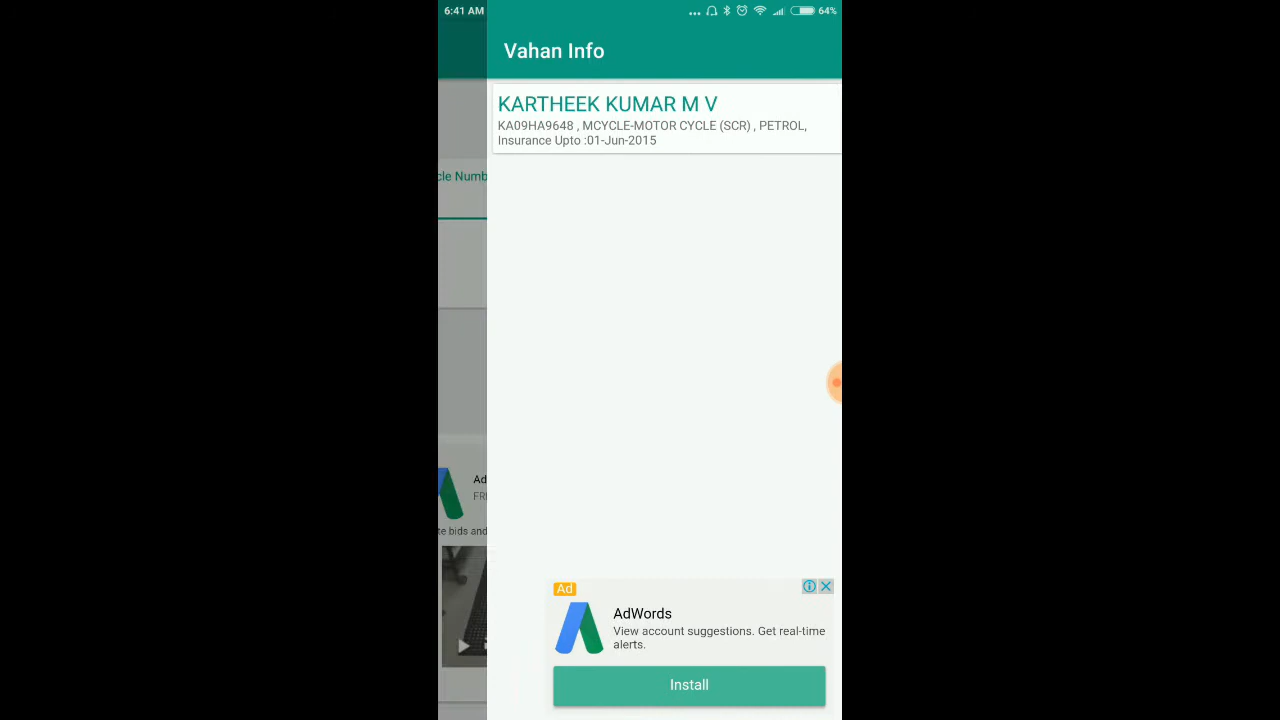 6:41 AM
... 64%
Vahan Info
KARTHEEK KUMAR M V
KA09HA9648 , MCYCLE-MOTOR CYCLE (SCR) , PETROL,
Insurance Upto :01-Jun-2015
cle Numb
Ad
FR
te bids and
Ad
AdWords
View account suggestions. Get real-time
alerts.
Install